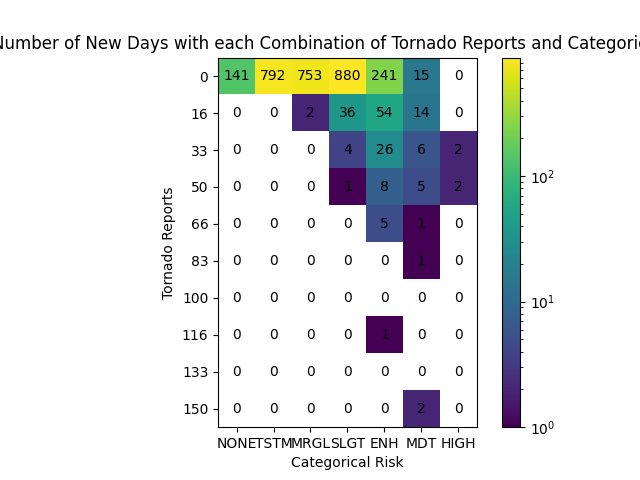 Number of New Days with each Combination of Tornado Reports and Categori
0 141 792 753 880 241 15 0
16 0 0 2 36 54 14 0
33 0 0 0 4 26 6 2
50 0 0 0 1 8 5 2
66 0 0 0 0 5 1 0
83 0 0 0 0 0 1 0
100 0 0 0 0 0 0 0
116 0 0 0 0 1 0 0
133 0 0 0 0 0 0 0
150 0 0 0 0 0 2 0
NONE TSTM MRGL SLGT ENH MDT HIGH
Categorical Risk
Tornado Reports
10²
10¹
10⁰